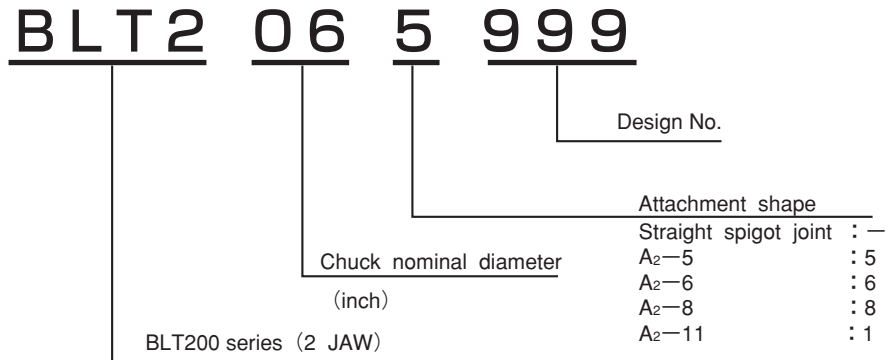 BLT2 06 5 999
Design No.
Attachment shape
Straight spigot joint :—
A₂—5 :5
A₂—6 :6
A₂—8 :8
A₂—11 :1
Chuck nominal diameter
（inch）
BLT200 series（2 JAW）